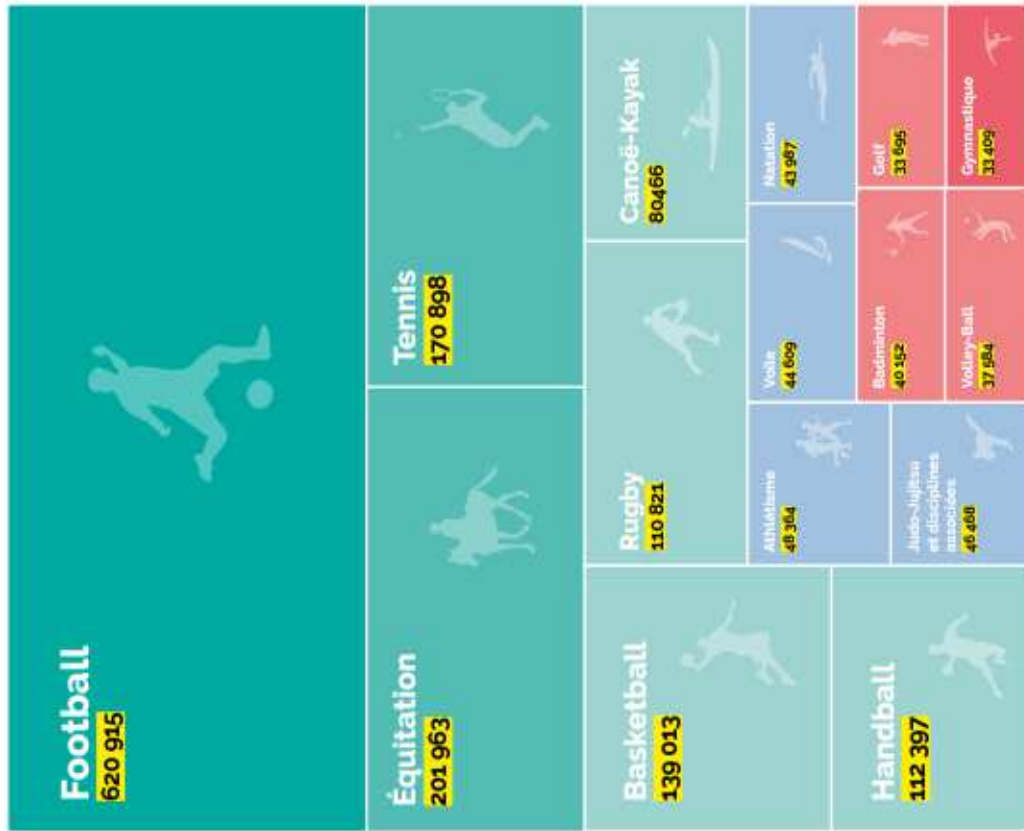 Football
620 915
Équitation
201 963
Tennis
170 898
Basketball
139 013
Handball
112 397
Rugby
110 821
Canoë-Kayak
80466
Athlétisme
48 364
Judo-Jujitsu
et disciplines
associées
46 468
Voile
44 609
Natation
43 987
Badminton
40 152
Volley-Ball
37 584
Golf
33 695
Gymnastique
33 409